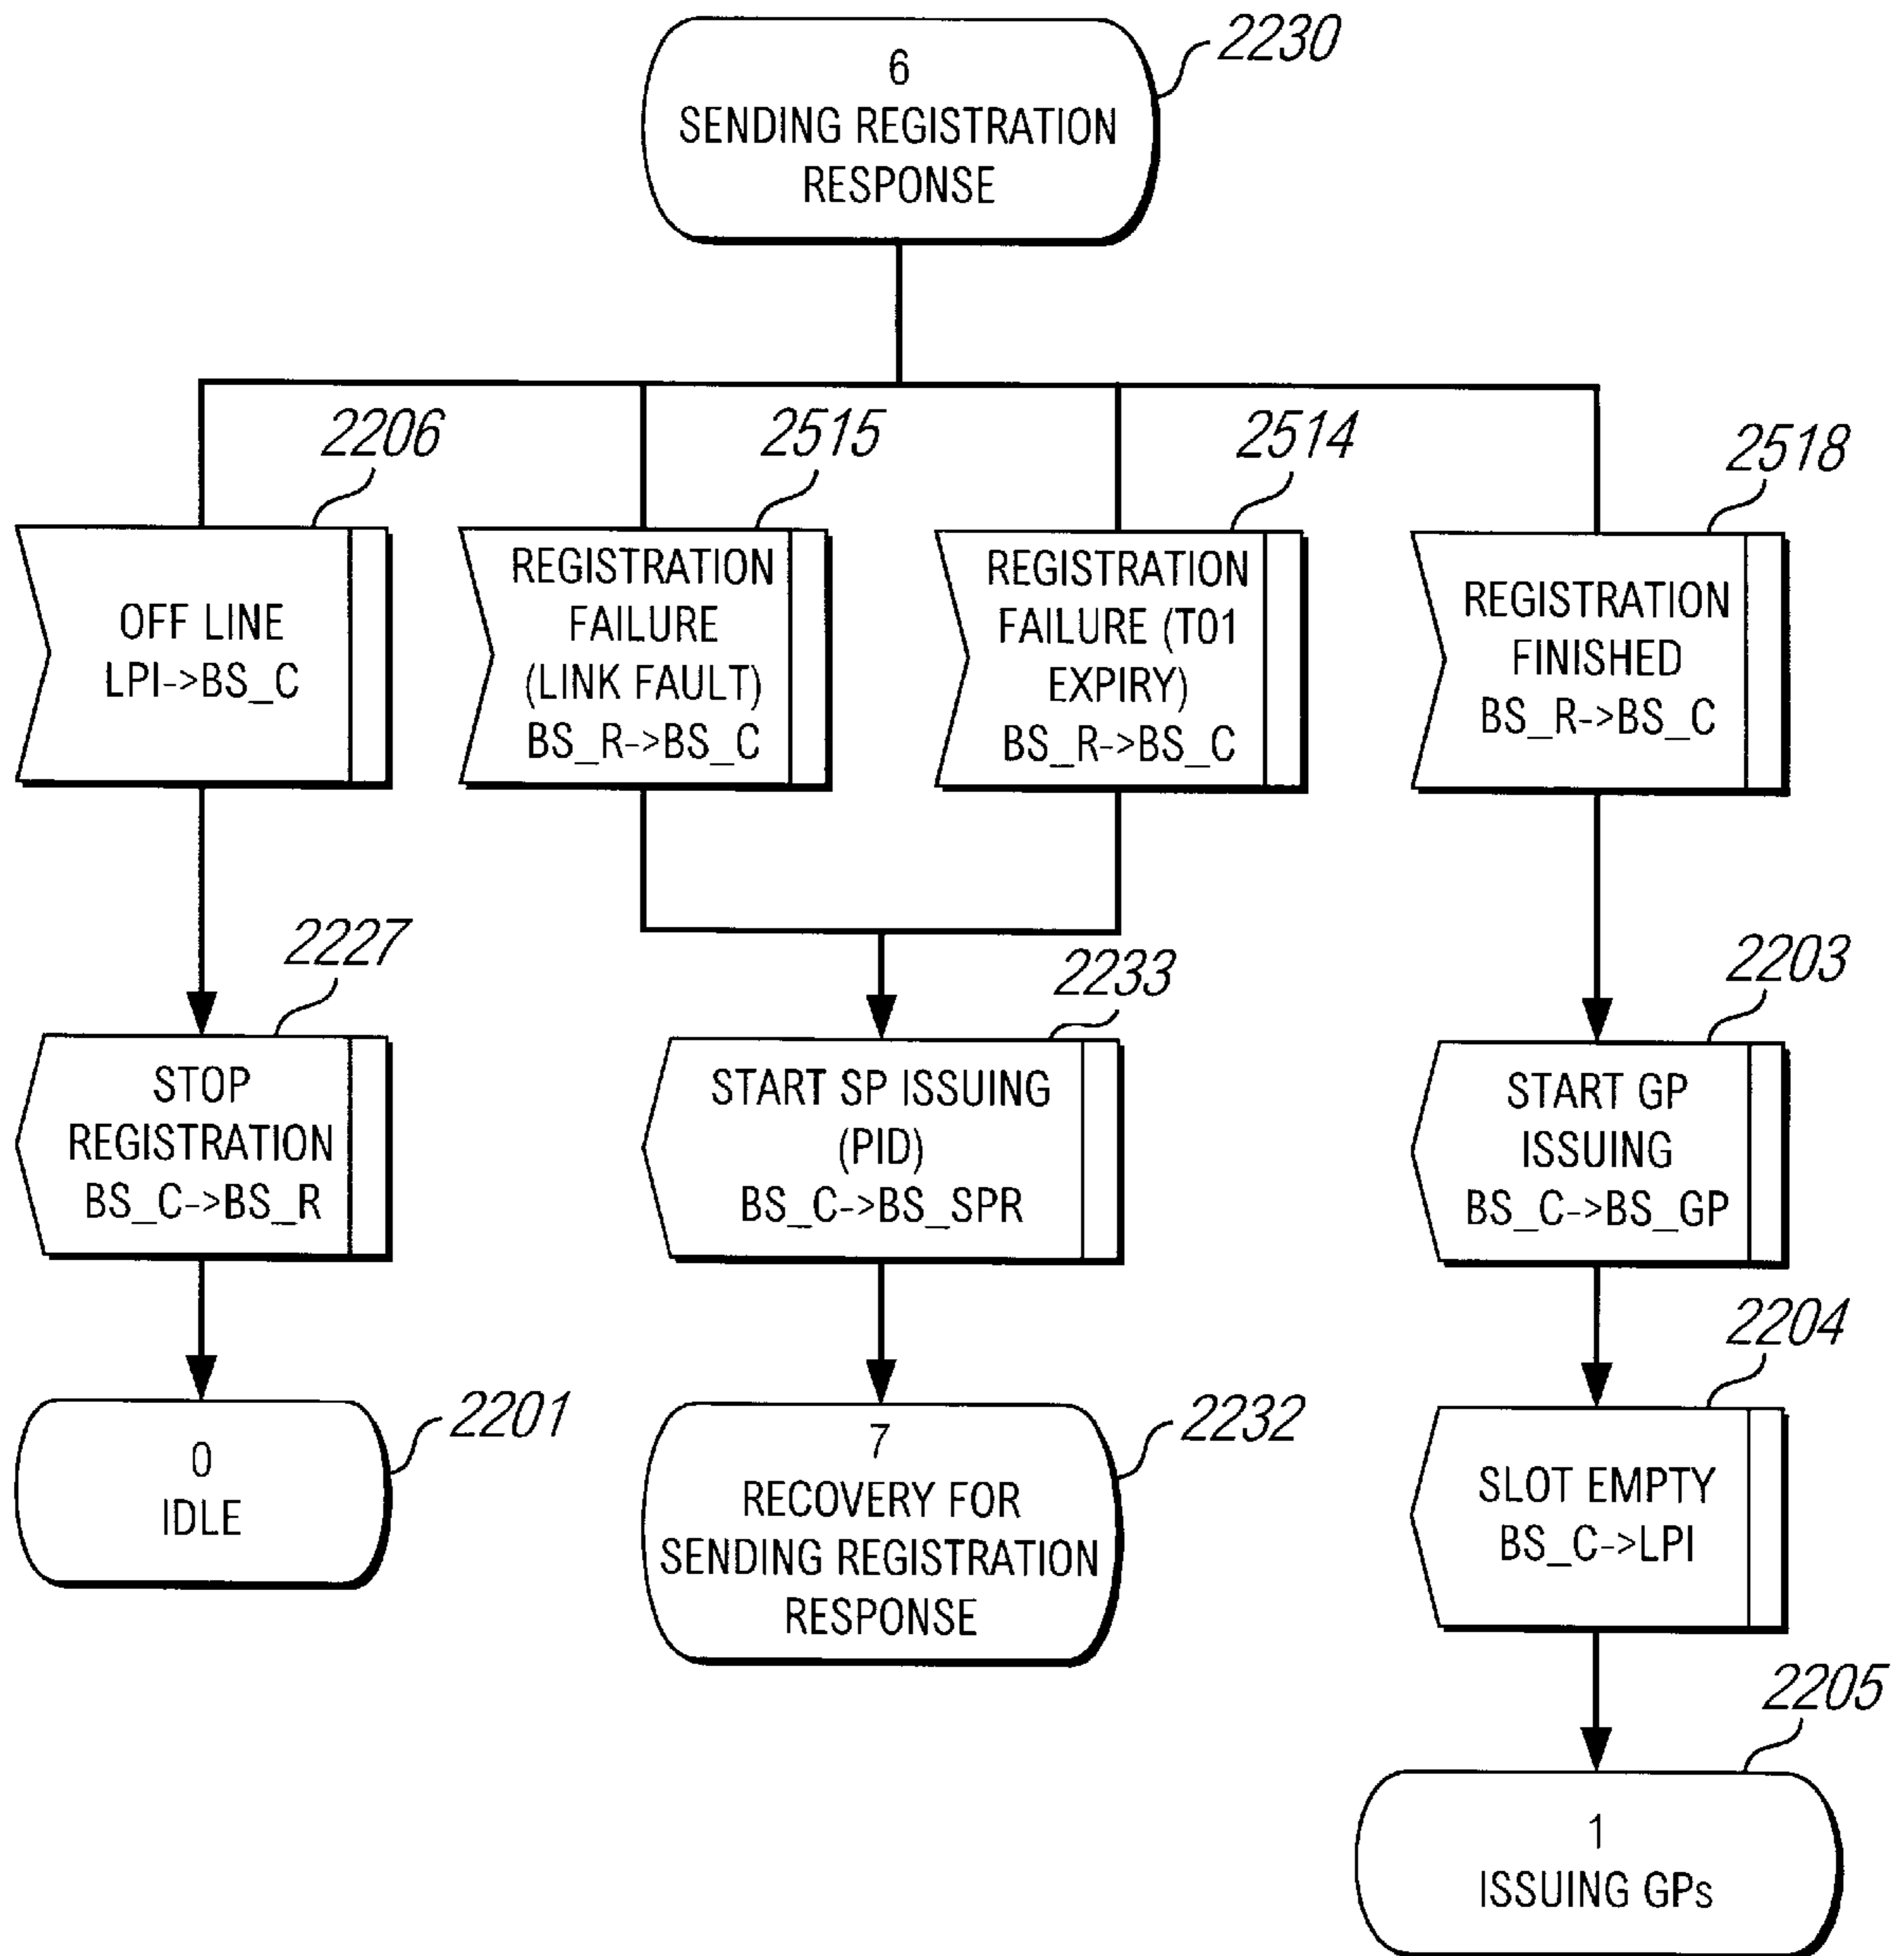 2230
6
SENDING REGISTRATION
RESPONSE
2206
2515
2514
2518
OFF LINE
LPI->BS_C
REGISTRATION
FAILURE
(LINK FAULT)
BS_R->BS_C
REGISTRATION
FAILURE (T01
EXPIRY)
BS_R->BS_C
REGISTRATION
FINISHED
BS_R->BS_C
2227
2233
2203
STOP
REGISTRATION
BS_C->BS_R
START SP ISSUING
(PID)
BS_C->BS_SPR
START GP
ISSUING
BS_C->BS_GP
2201
2232
2204
0
IDLE
7
RECOVERY FOR
SENDING REGISTRATION
RESPONSE
SLOT EMPTY
BS_C->LPI
2205
1
ISSUING GPs